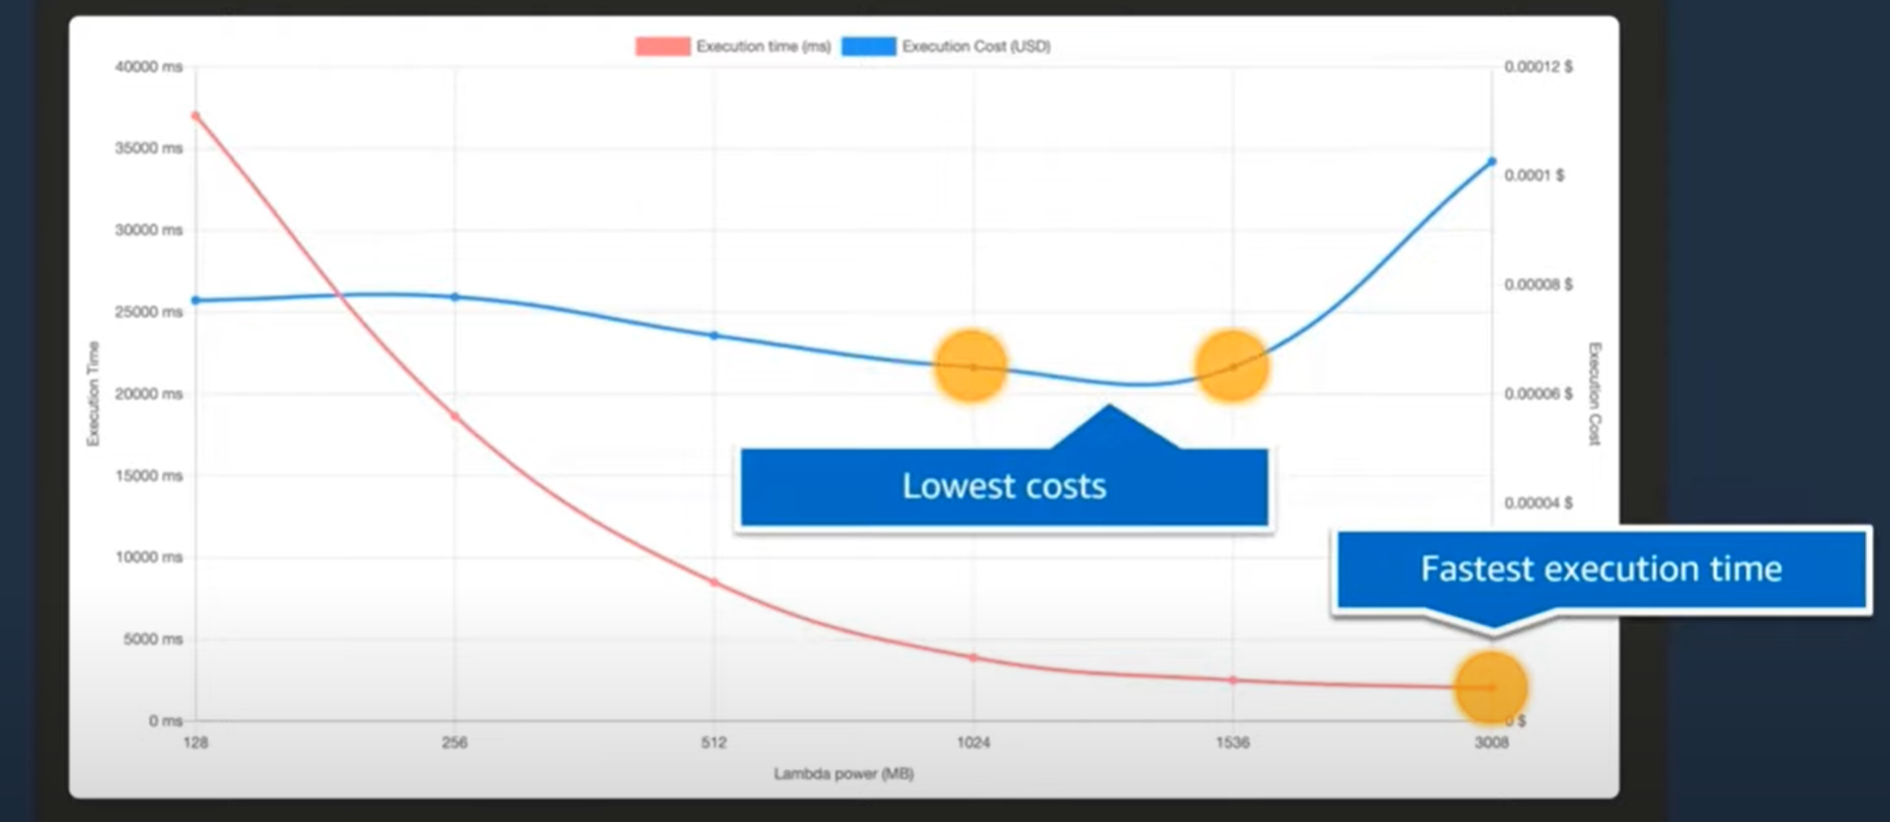 Execution time (ms) Execution Cost (USD)
40000 ms
35000 ms
30000 ms
25000 ms
20000 ms
15000 ms
10000 ms
5000 ms
0 ms
Execution Time
0.00012 $
0.0001 $
0.00008 $
0.00006 $
0.00004 $
0 $
Execution Cost
Lowest costs
Fastest execution time
128 256 512 1024 1536 3008
Lambda power (MB)